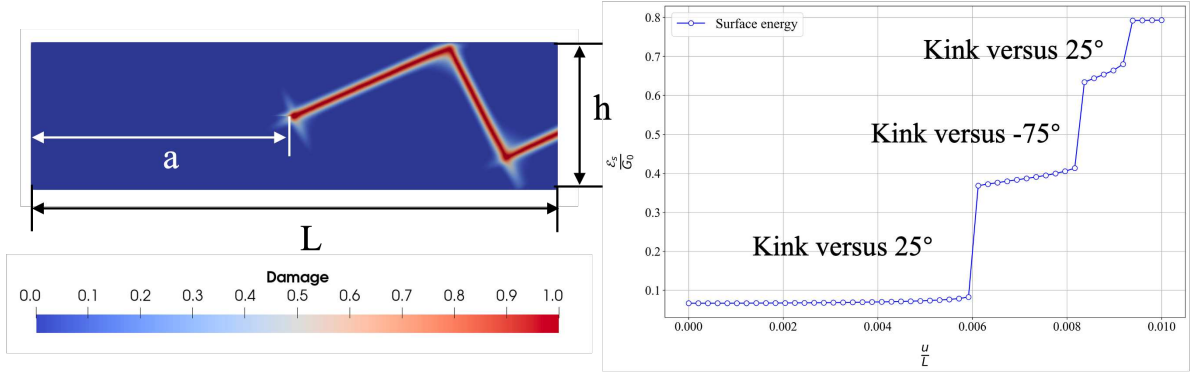 a
h
L
Damage
0.0 0.1 0.2 0.3 0.4 0.5 0.6 0.7 0.8 0.9 1.0
Surface energy
Kink versus 25°
Kink versus -75°
Kink versus 25°
0.8
0.7
0.6
0.5
0.4
0.3
0.2
0.1
ℰs
G0
0.000 0.002 0.004 0.006 0.008 0.010
u
L